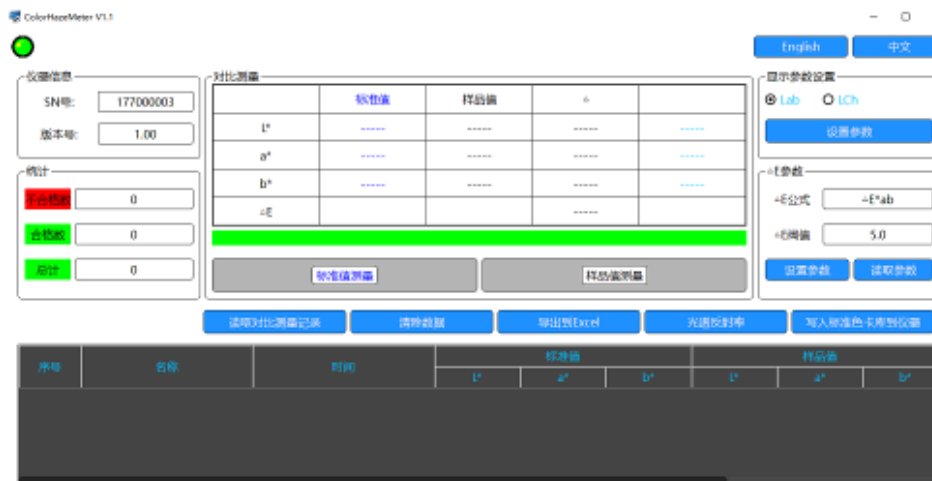 ColorHazeMeter V1.1
English 中文
仪器信息
SN号: 177000003
版本号: 1.00
统计
不合格数 0
合格数 0
总计 0
对比测量
标准值 样品值 △
L* ----- ----- ----- -----
a* ----- ----- ----- -----
b* ----- ----- ----- -----
△E -----
标准值测量 样品值测量
显示参数设置
Lab LCh
设置参数
△E参数
△E公式 △E*ab
△E阈值 5.0
设置参数 读取参数
读取对比测量记录 清除数据 导出到Excel 光谱反射率 写入标准色卡库到仪器
序号 名称 时间 标准值 样品值
L* a* b* L* a* b*